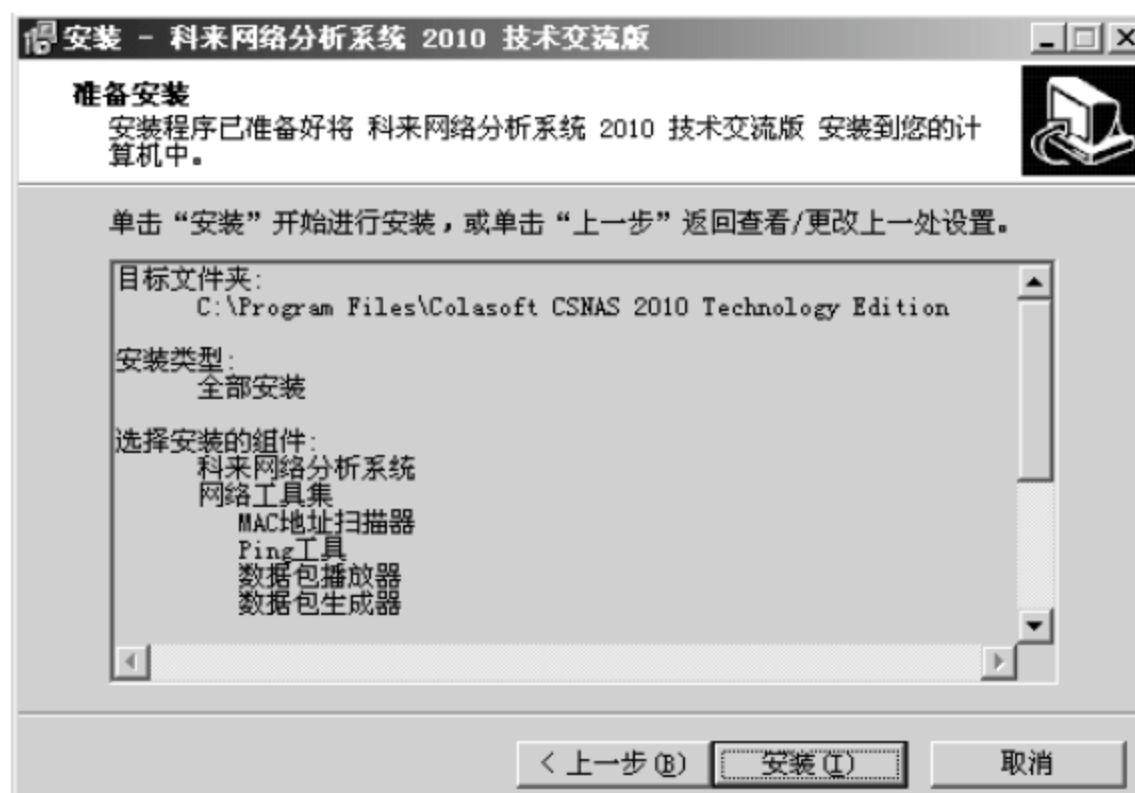 安装 - 科来网络分析系统 2010 技术交流版
准备安装
安装程序已准备好将 科来网络分析系统 2010 技术交流版 安装到您的计
算机中。
单击“安装”开始进行安装，或单击“上一步”返回查看/更改上一处设置。
目标文件夹:
C:\Program Files\Colasoft CSNAS 2010 Technology Edition
安装类型:
全部安装
选择安装的组件:
科来网络分析系统
网络工具集
MAC地址扫描器
Ping工具
数据包播放器
数据包生成器
< 上一步(B) 安装(I) 取消